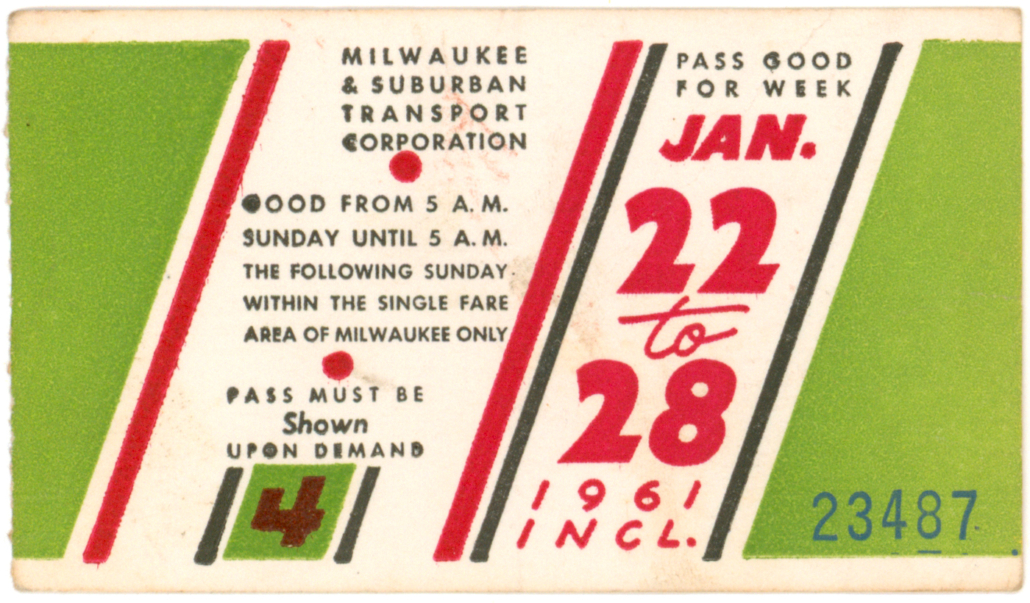 MILWAUKEE
& SUBURBAN
TRANSPORT
CORPORATION
GOOD FROM 5 A.M.
SUNDAY UNTIL 5 A.M.
THE FOLLOWING SUNDAY
WITHIN THE SINGLE FARE
AREA OF MILWAUKEE ONLY
PASS MUST BE
Shown
UPON DEMAND
4
PASS GOOD
FOR WEEK
JAN.
22
to
28
1961
INCL.
23487